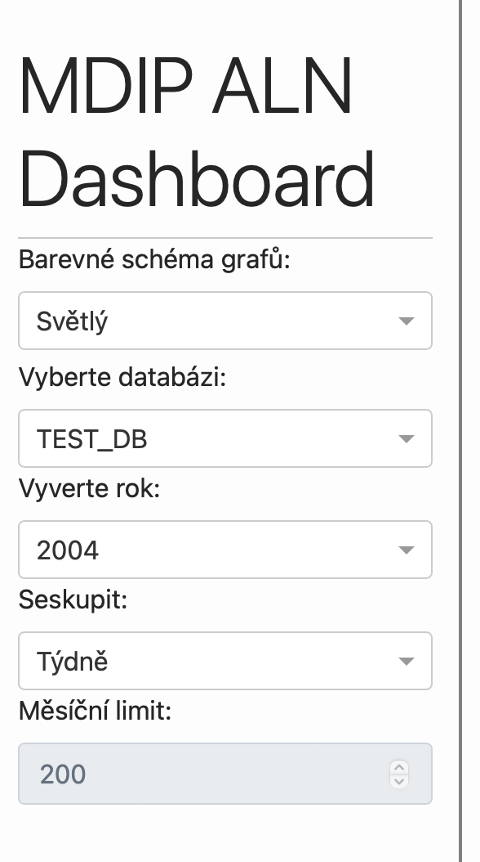 MDIP ALN
Dashboard
Barevné schéma grafů:
Světlý
Vyberte databázi:
TEST_DB
Vyverte rok:
2004
Seskupit:
Týdně
Měsíční limit:
200